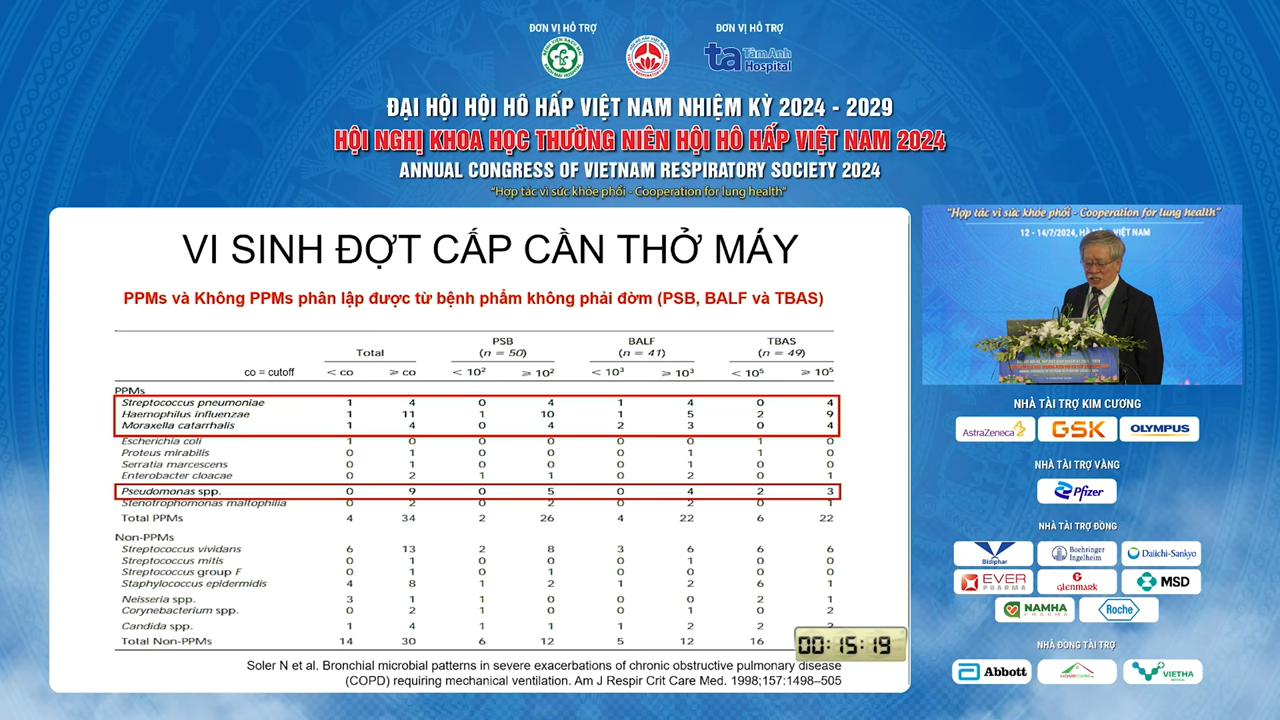 ĐƠN VỊ HỖ TRỢ
ĐƠN VỊ HỖ TRỢ
ta TâmAnh Hospital
ĐẠI HỘI HỘI HÔ HẤP VIỆT NAM NHIỆM KỲ 2024 - 2029
HỘI NGHỊ KHOA HỌC THƯỜNG NIÊN HỘI HÔ HẤP VIỆT NAM 2024
ANNUAL CONGRESS OF VIETNAM RESPIRATORY SOCIETY 2024
"Hợp tác vì sức khỏe phổi - Cooperation for lung health"
VI SINH ĐỢT CẤP CẦN THỞ MÁY
PPMs và Không PPMs phân lập được từ bệnh phẩm không phải đờm (PSB, BALF và TBAS)
PSB BALF TBAS
Total (n = 50) (n = 41) (n = 49)
co = cutoff < co ⩾ co < 10² ⩾ 10² < 10³ ⩾ 10³ < 10⁵ ⩾ 10⁵
PPMs
Streptococcus pneumoniae 1 4 0 4 1 4 0 4
Haemophilus influenzae 1 11 1 10 1 5 2 9
Moraxella catarrhalis 1 4 0 4 2 3 0 4
Escherichia coli 1 0 0 0 0 0 1 0
Proteus mirabilis 0 1 0 0 0 1 1 0
Serratia marcescens 0 1 0 1 0 1 0 0
Enterobacter cloacae 0 2 1 1 0 2 0 1
Pseudomonas spp. 0 9 0 5 0 4 2 3
Stenotrophomonas maltophilia 0 2 0 2 0 2 0 1
Total PPMs 4 34 2 26 4 22 6 22
Non-PPMs
Streptococcus vividans 6 13 2 8 3 6 6 6
Streptococcus mitis 0 1 0 0 0 1 0 0
Streptococcus group F 0 1 0 1 0 0 0 0
Staphylococcus epidermidis 4 8 1 2 1 2 6 1
Neisseria spp. 3 1 1 0 0 0 2 1
Corynebacterium spp. 0 2 1 0 0 1 0 2
Candida spp. 1 4 1 1 1 2 2
Total Non-PPMs 14 30 6 12 5 12 16
00:15:19
Soler N et al. Bronchial microbial patterns in severe exacerbations of chronic obstructive pulmonary disease
(COPD) requiring mechanical ventilation. Am J Respir Crit Care Med. 1998;157:1498–505
"Hợp tác vì sức khỏe phổi - Cooperation for lung health"
12 - 14/7/2024, HÀ VIỆT NAM
NHÀ TÀI TRỢ KIM CƯƠNG
AstraZeneca GSK OLYMPUS
NHÀ TÀI TRỢ VÀNG
Pfizer
NHÀ TÀI TRỢ ĐỒNG
Bidiphar Boehringer Ingelheim Daiichi-Sankyo
EVER PHARMA GLENMARK MSD
NAMHA PHARMA Roche
NHÀ ĐỒNG TÀI TRỢ
Abbott HOMECARE VIETHA MEDICAL